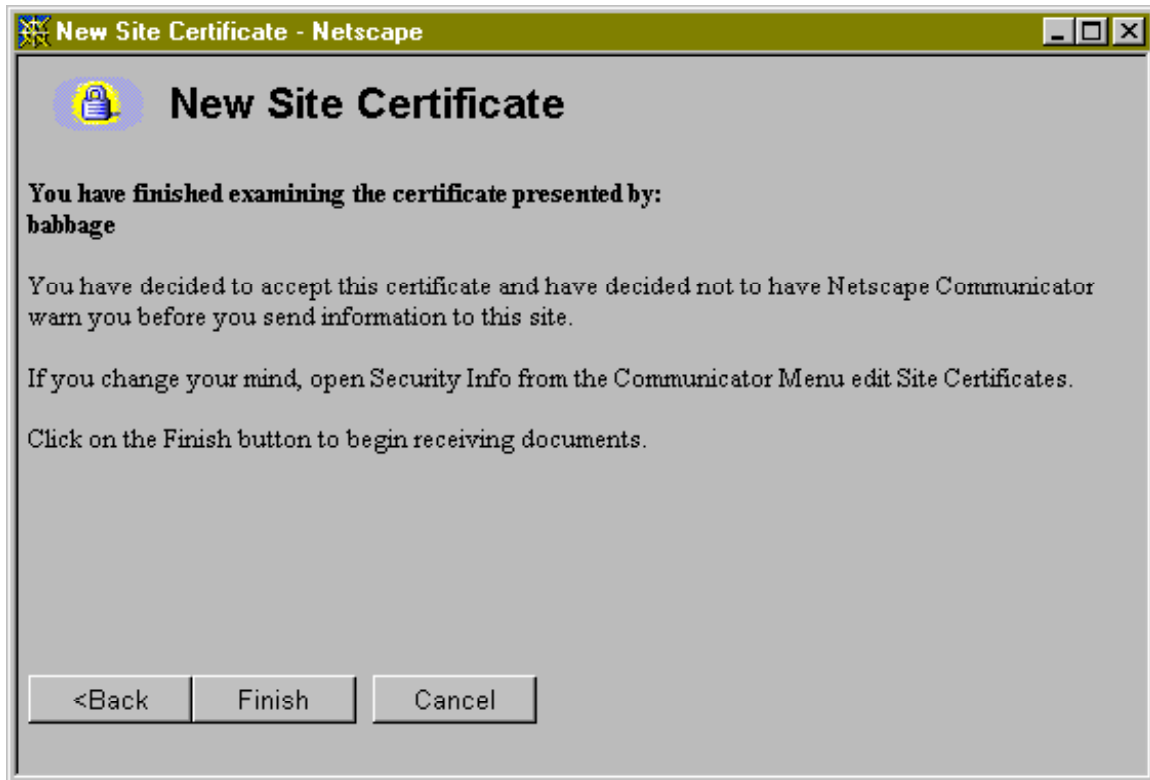 New Site Certificate - Netscape
New Site Certificate
You have finished examining the certificate presented by:
babbage
You have decided to accept this certificate and have decided not to have Netscape Communicator
warn you before you send information to this site.
If you change your mind, open Security Info from the Communicator Menu edit Site Certificates.
Click on the Finish button to begin receiving documents.
<Back Finish Cancel